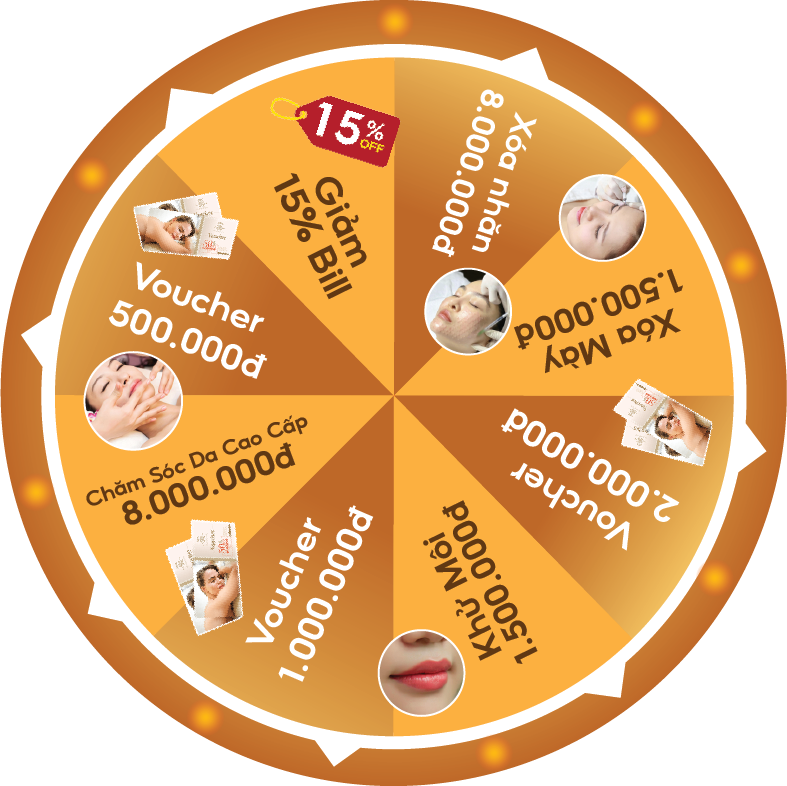 15%
OFF
Giảm
15% Bill
Xóa nhăn
8.000.000đ
Xóa Mày
1.500.000đ
Voucher
2.000.000đ
Khử Môi
1.500.000đ
Voucher
1.000.000đ
Chăm Sóc Da Cao Cấp
8.000.000đ
Voucher
500.000đ